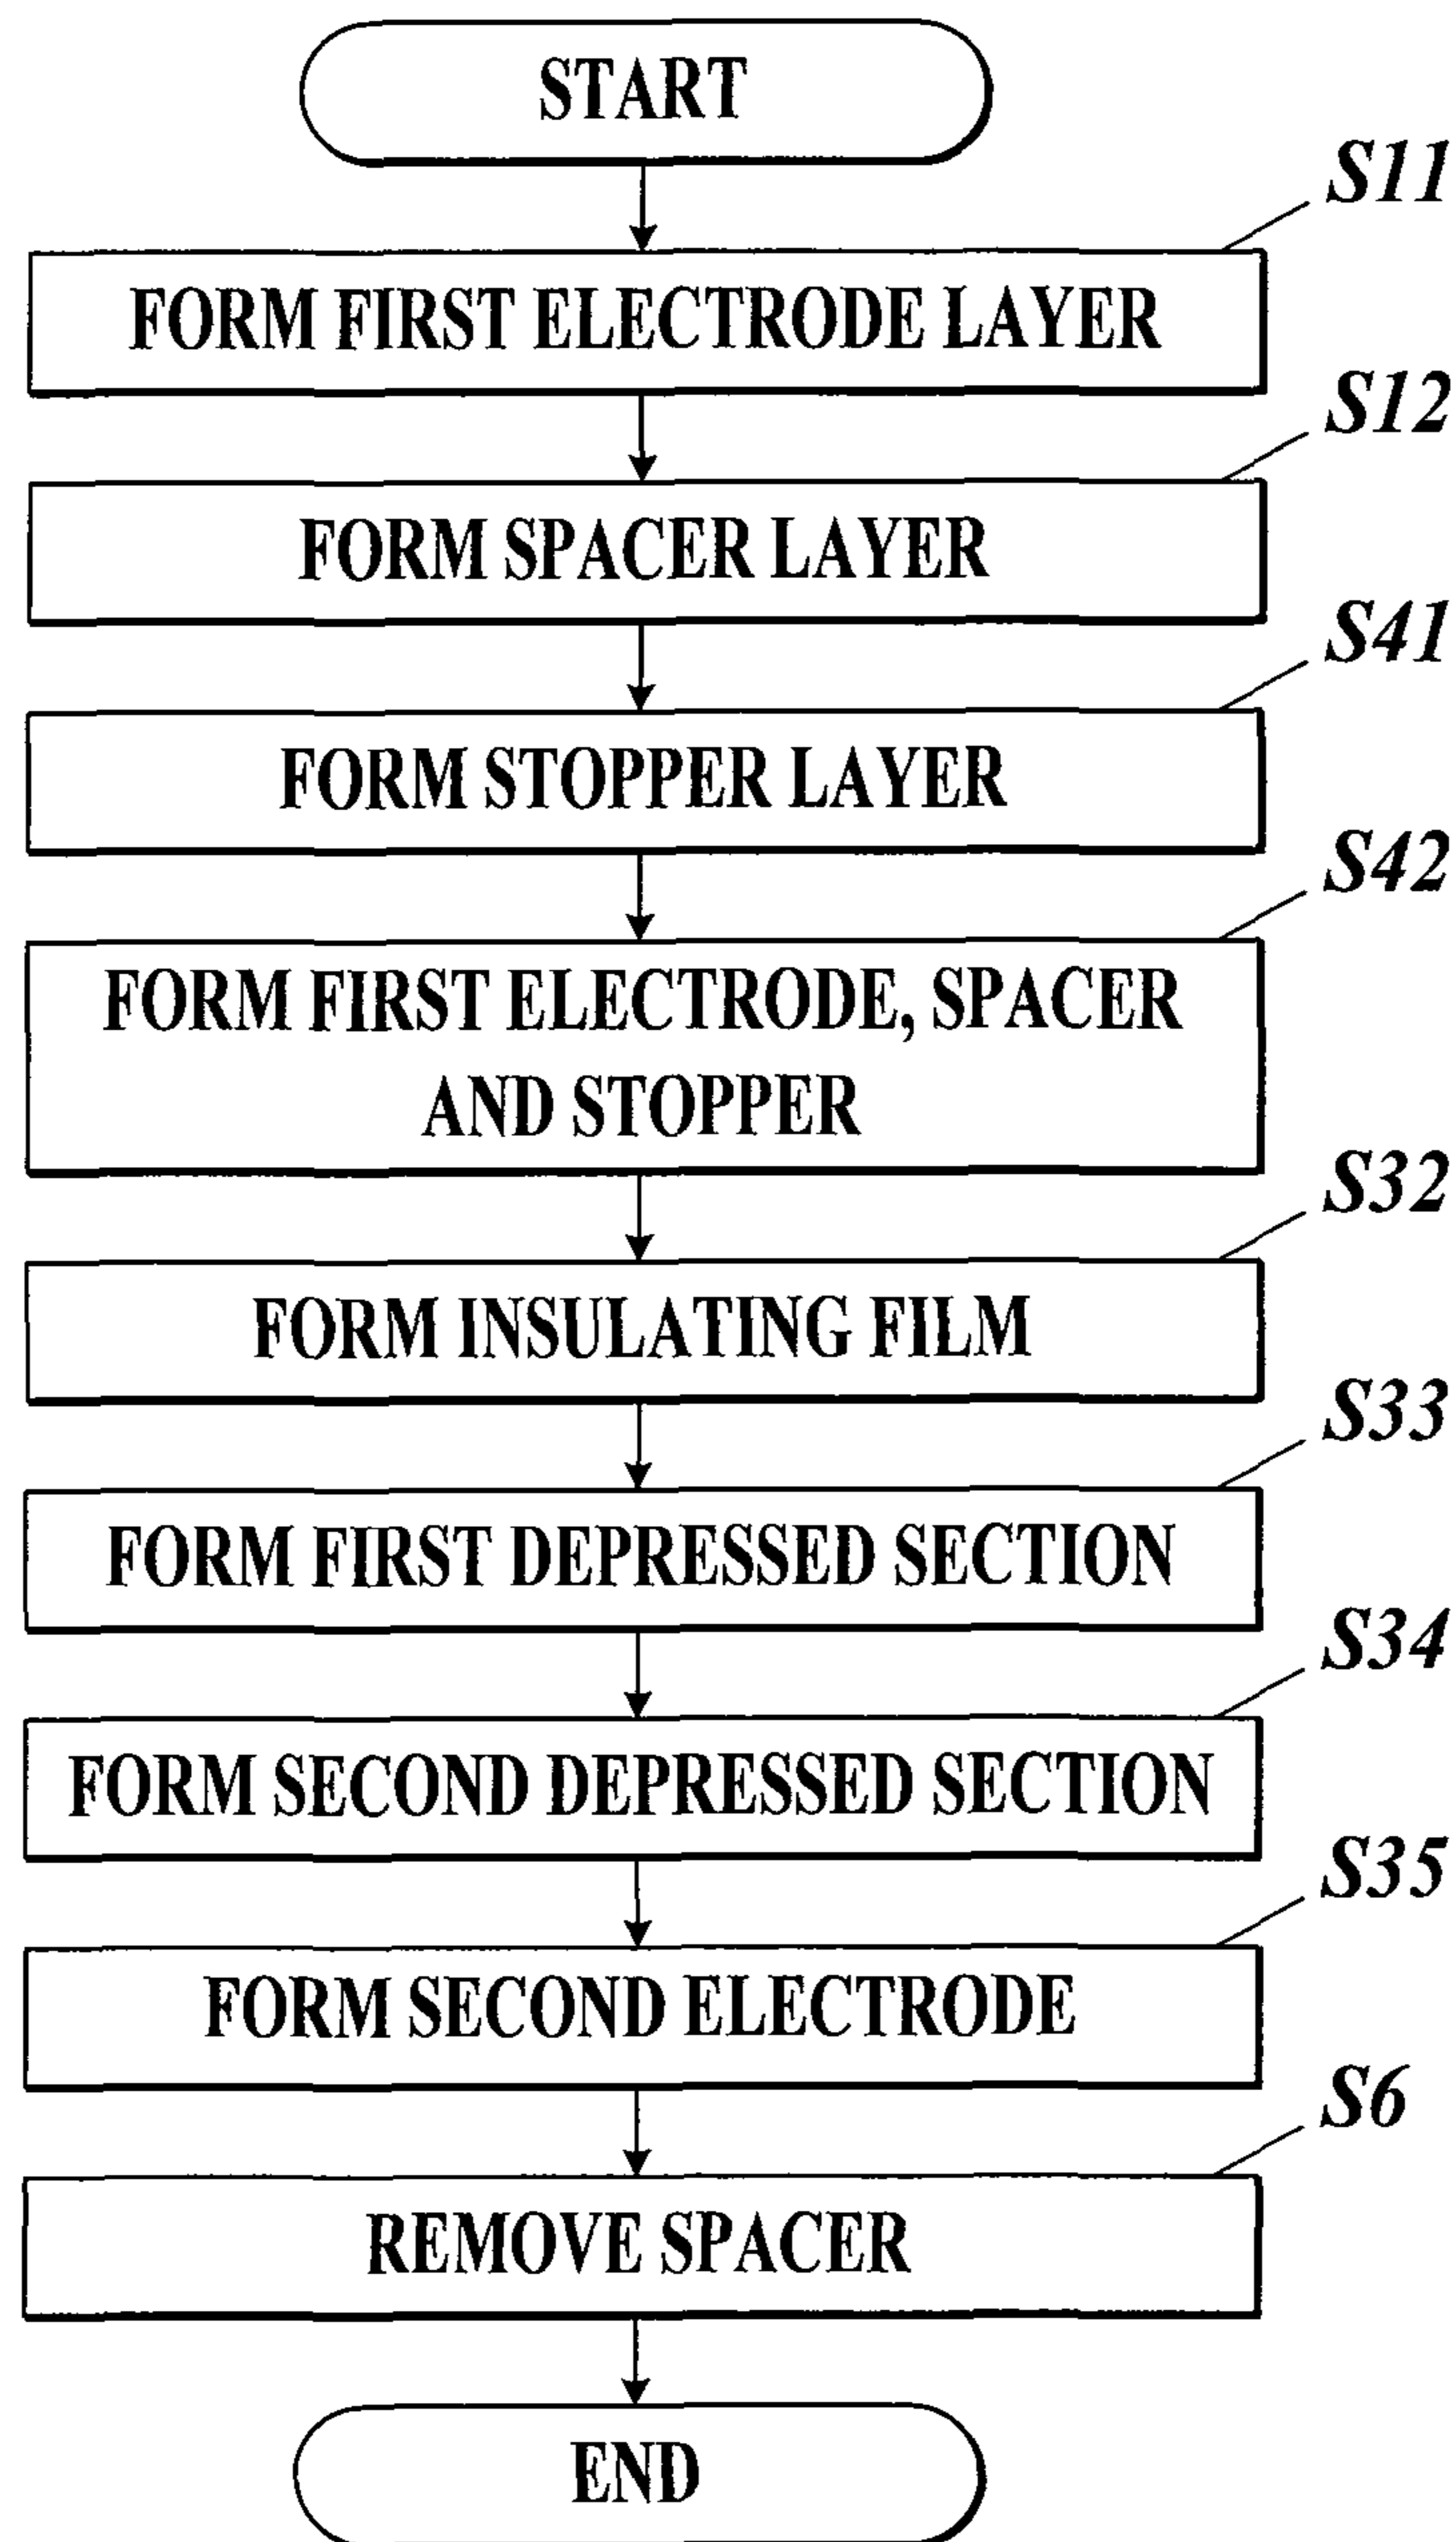 START
S11
FORM FIRST ELECTRODE LAYER
S12
FORM SPACER LAYER
S41
FORM STOPPER LAYER
S42
FORM FIRST ELECTRODE, SPACER
AND STOPPER
S32
FORM INSULATING FILM
S33
FORM FIRST DEPRESSED SECTION
S34
FORM SECOND DEPRESSED SECTION
S35
FORM SECOND ELECTRODE
S6
REMOVE SPACER
END